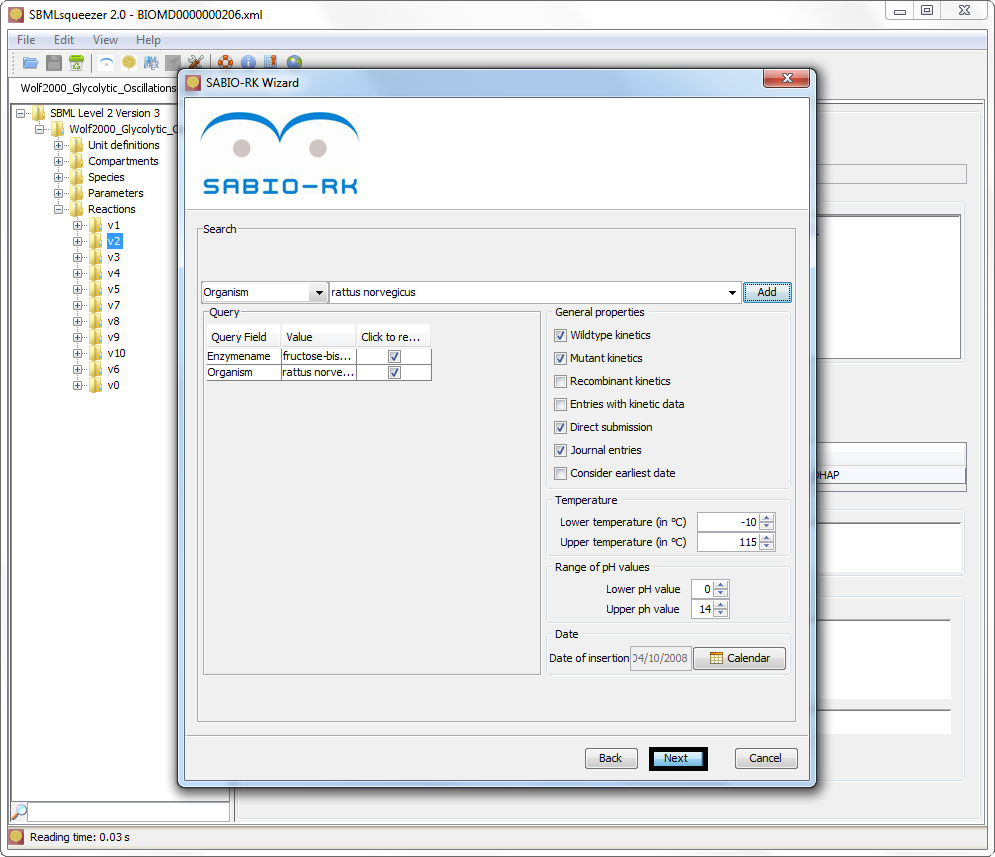 SBMLsqueezer 2.0 - BIOMD0000000206.xml
File Edit View Help
Wolf2000_Glycolytic_Oscillations
SBML Level 2 Version 3
Wolf2000_Glycolytic_
Unit definitions
Compartments
Species
Parameters
Reactions
v1
v2
v3
v4
v5
v7
v8
v9
v10
v6
v0
SABIO-RK Wizard
SABIO-RK
Search
Organism rattus norvegicus Add
Query
Query Field Value Click to re...
Enzymename fructose-bis...
Organism rattus norve...
General properties
Wildtype kinetics
Mutant kinetics
Recombinant kinetics
Entries with kinetic data
Direct submission
Journal entries
Consider earliest date
Temperature
Lower temperature (in °C) -10
Upper temperature (in °C) 115
Range of pH values
Lower pH value 0
Upper ph value 14
Date
Date of insertion 04/10/2008 Calendar
Back Next Cancel
DHAP
Reading time: 0.03 s